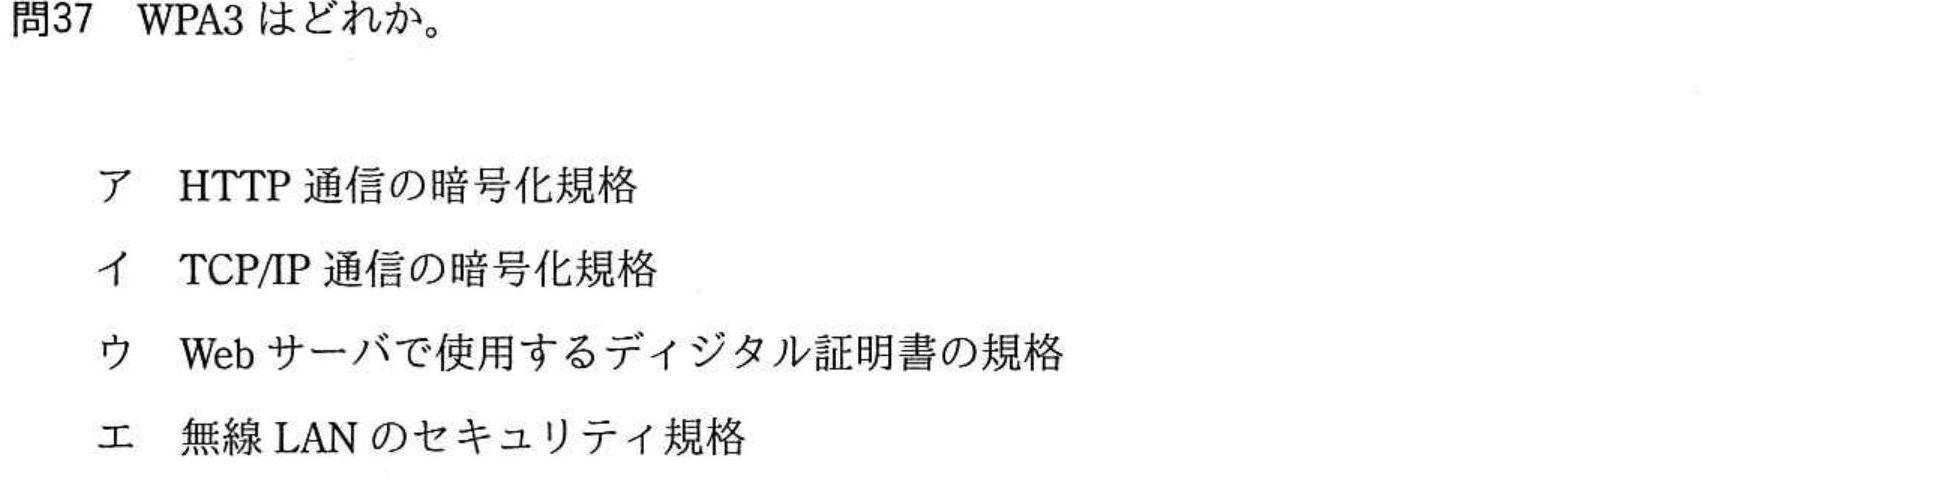 問37　WPA3 はどれか。
ア　HTTP 通信の暗号化規格
イ　TCP/IP 通信の暗号化規格
ウ　Web サーバで使用するディジタル証明書の規格
エ　無線 LAN のセキュリティ規格